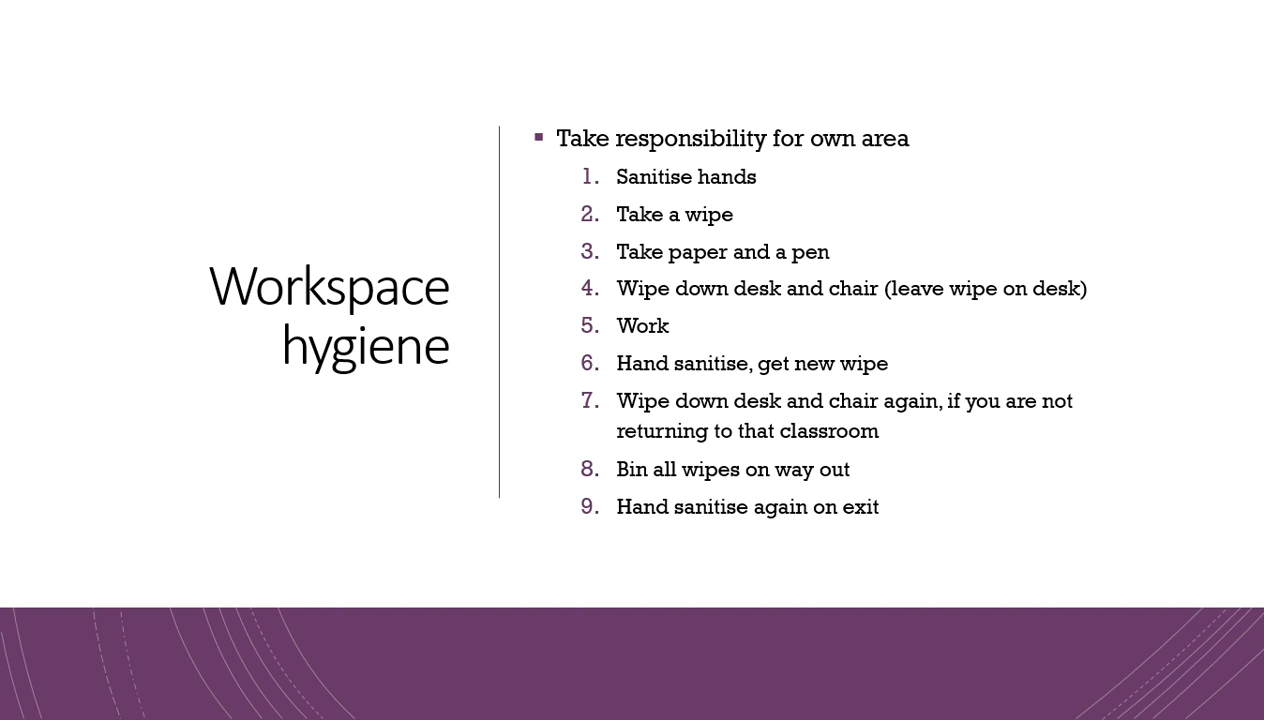 Workspace
hygiene
Take responsibility for own area
1. Sanitise hands
2. Take a wipe
3. Take paper and a pen
4. Wipe down desk and chair (leave wipe on desk)
5. Work
6. Hand sanitise, get new wipe
7. Wipe down desk and chair again, if you are not
returning to that classroom
8. Bin all wipes on way out
9. Hand sanitise again on exit